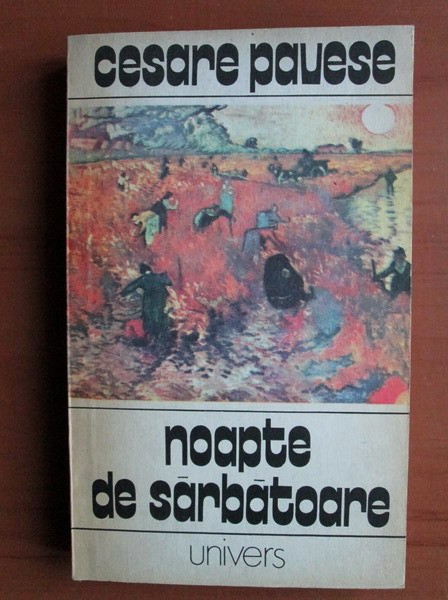 cesare pavese
noapte
de sărbătoare
univers